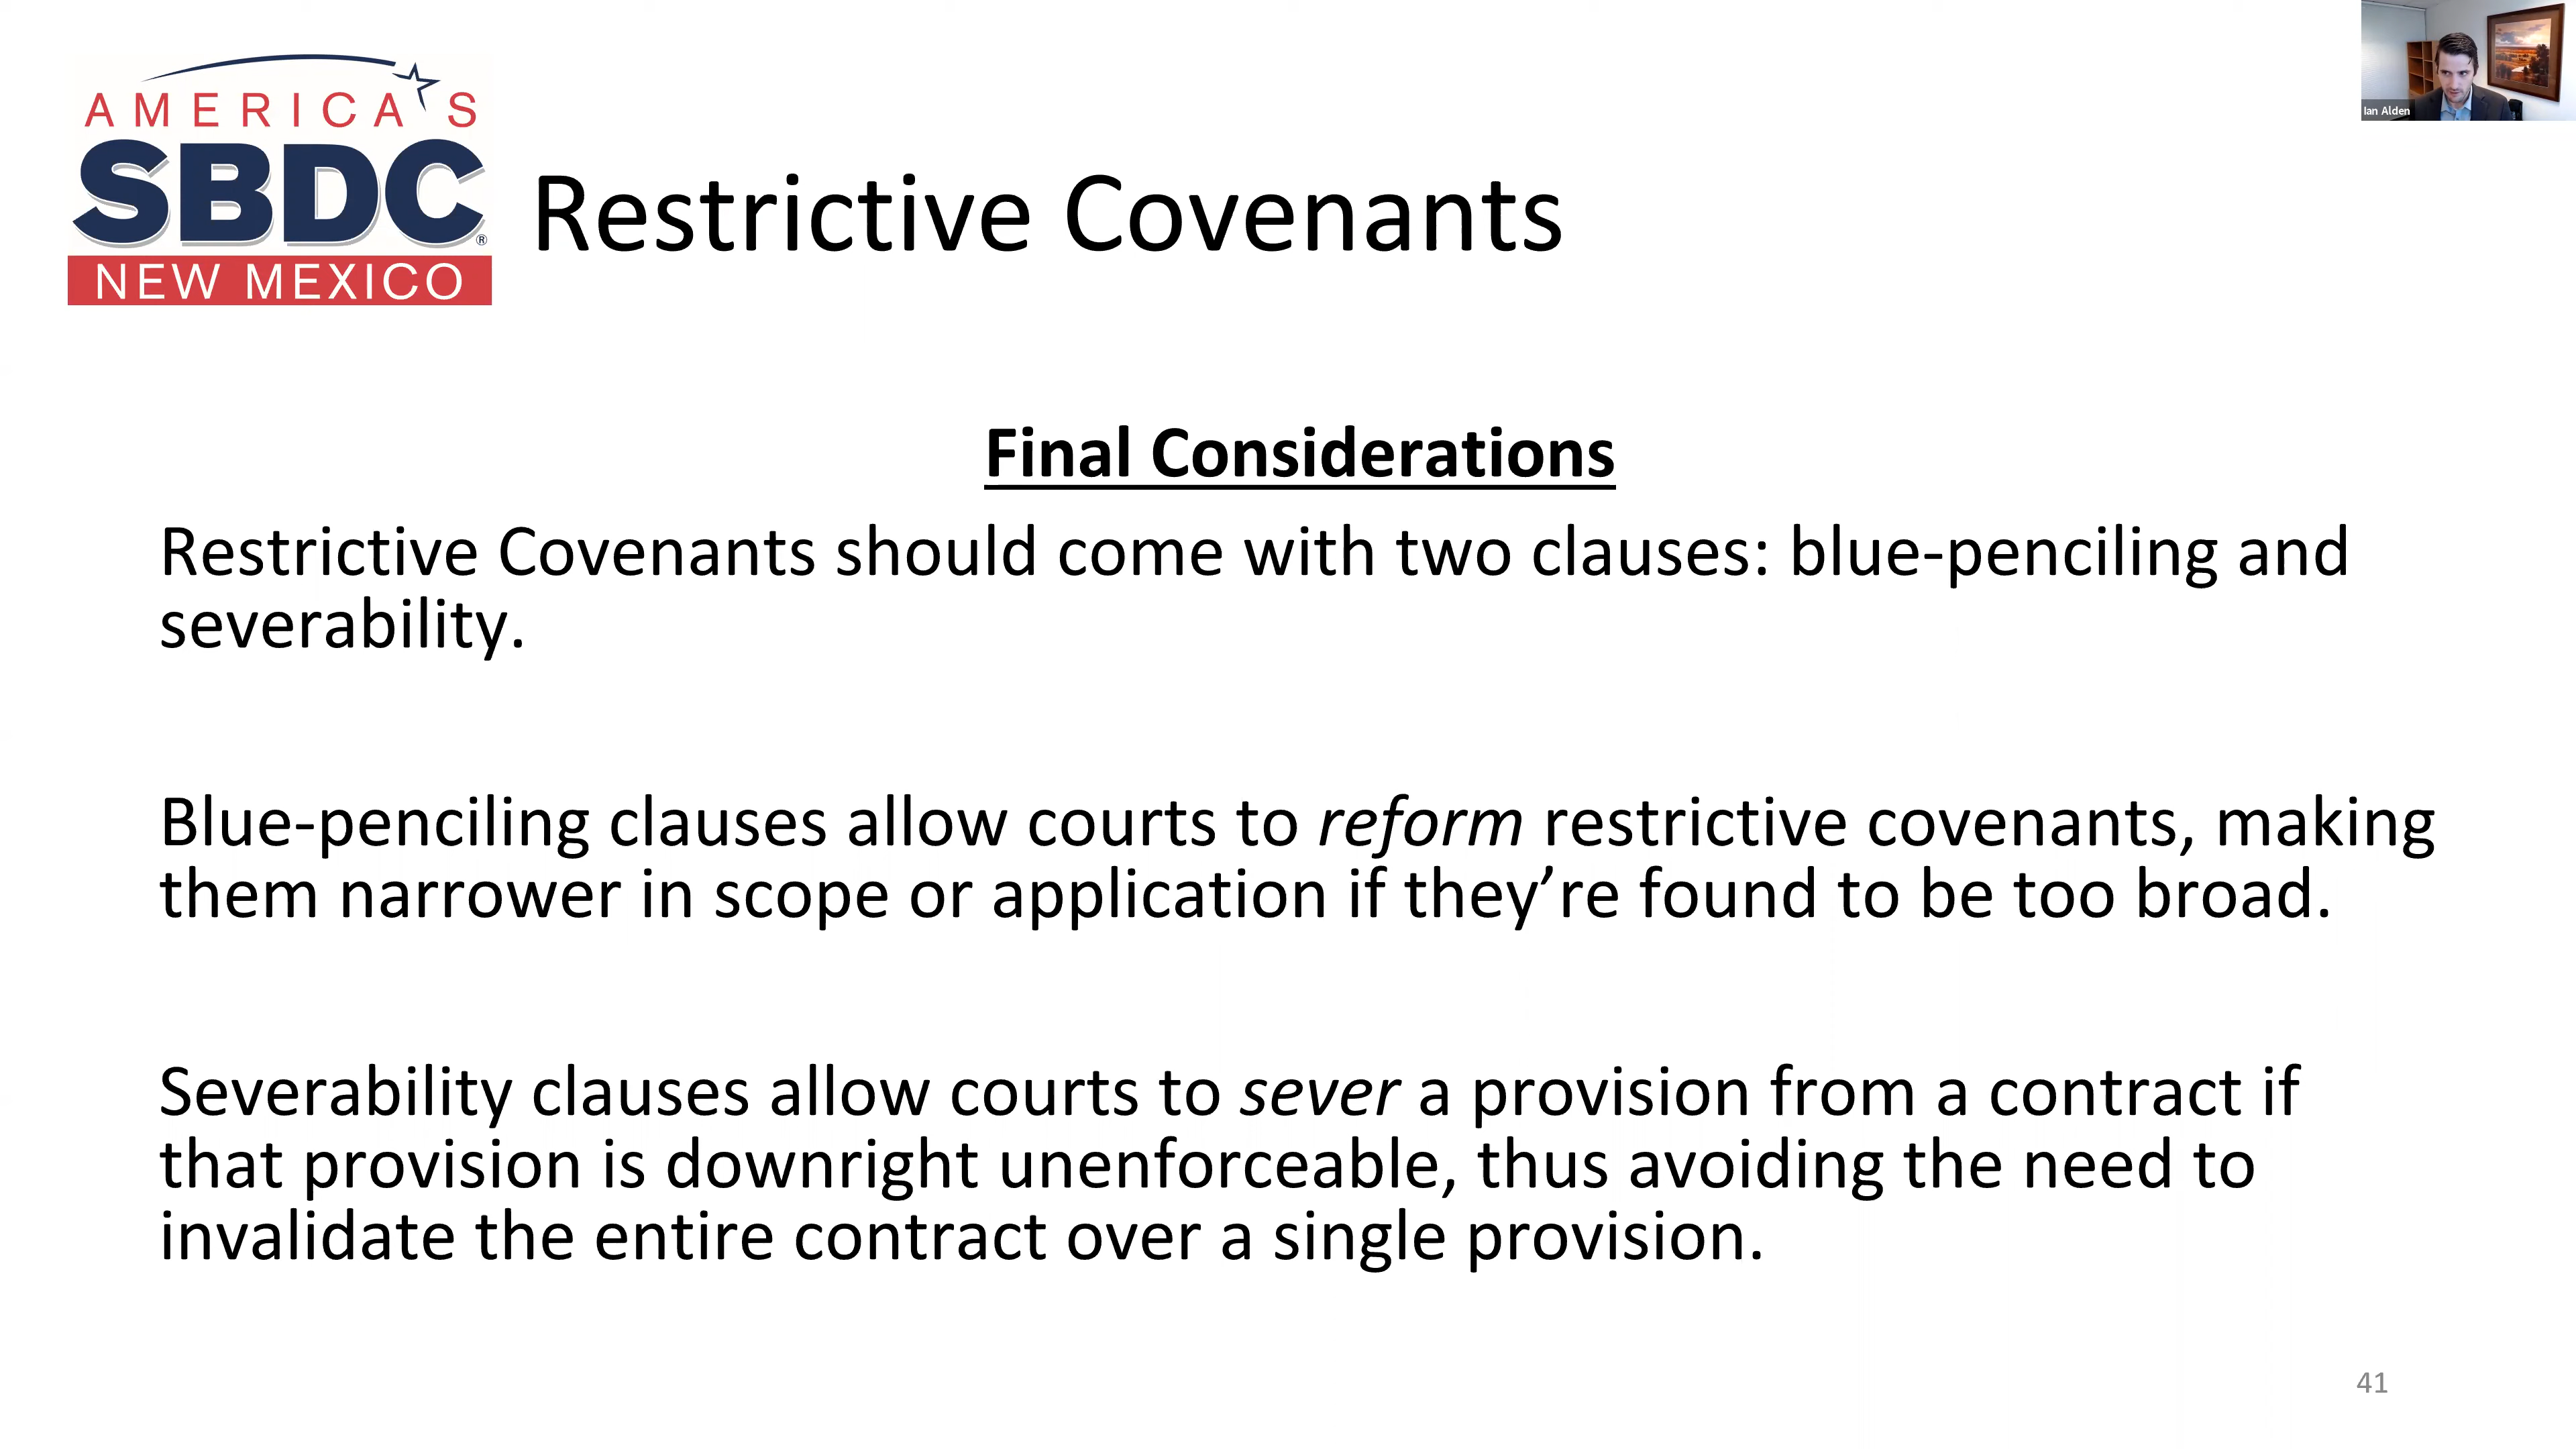 AMERICA'S
SBDC®
NEW MEXICO
Ian Alden
Restrictive Covenants
Final Considerations
Restrictive Covenants should come with two clauses: blue-penciling and
severability.
Blue-penciling clauses allow courts to reform restrictive covenants, making
them narrower in scope or application if they’re found to be too broad.
Severability clauses allow courts to sever a provision from a contract if
that provision is downright unenforceable, thus avoiding the need to
invalidate the entire contract over a single provision.
41